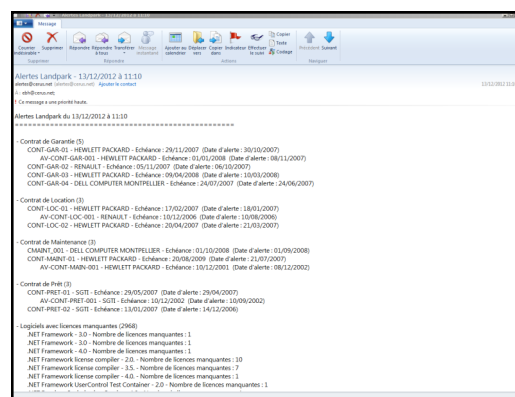 Alertes Landpark - 13/12/2012 à 11:10
Message
Courrier indésirable
Supprimer
Répondre
Répondre à tous
Transférer
Message instantané
Ajouter au calendrier
Déplacer vers
Copier dans
Indicateur
Effectuer le suivi
Copier
Texte
Codage
Précédent
Suivant
Supprimer
Répondre
Actions
Naviguer
Alertes Landpark - 13/12/2012 à 11:10
Ajouter le contact
13/12/2012 11:1
! Ce message a une priorité haute.
Alertes Landpark du 13/12/2012 à 11:10
- Contrat de Garantie (5)
CONT-GAR-01 - HEWLETT PACKARD - Echéance : 29/11/2007 (Date d'alerte : 30/10/2007)
AV-CONT-GAR-001 - HEWLETT PACKARD - Echéance : 01/01/2008 (Date d'alerte : 08/11/2007)
CONT-GAR-02 - RENAULT - Echéance : 05/11/2007 (Date d'alerte : 06/10/2007)
CONT-GAR-03 - HEWLETT PACKARD - Echéance : 09/04/2008 (Date d'alerte : 10/03/2008)
CONT-GAR-04 - DELL COMPUTER MONTPELLIER - Echéance : 24/07/2007 (Date d'alerte : 24/06/2007)
- Contrat de Location (3)
CONT-LOC-01 - HEWLETT PACKARD - Echéance : 17/02/2007 (Date d'alerte : 18/01/2007)
AV-CONT-LOC-001 - RENAULT - Echéance : 10/12/2006 (Date d'alerte : 10/08/2006)
CONT-LOC-02 - HEWLETT PACKARD - Echéance : 20/04/2007 (Date d'alerte : 21/03/2007)
- Contrat de Maintenance (3)
CMAINT_001 - DELL COMPUTER MONTPELLIER - Echéance : 01/10/2008 (Date d'alerte : 01/09/2008)
CONT-MAINT-01 - HEWLETT PACKARD - Echéance : 20/08/2009 (Date d'alerte : 21/07/2007)
AV-CONT-MAIN-001 - HEWLETT PACKARD - Echéance : 10/12/2001 (Date d'alerte : 08/12/2002)
- Contrat de Prêt (3)
CONT-PRET-01 - SGTI - Echéance : 29/05/2007 (Date d'alerte : 29/04/2007)
AV-CONT-PRET-001 - SGTI - Echéance : 10/12/2002 (Date d'alerte : 10/09/2002)
CONT-PRET-02 - SGTI - Echéance : 13/01/2007 (Date d'alerte : 14/12/2006)
- Logiciels avec licences manquantes (2968)
.NET Framework - 3.0 - Nombre de licences manquantes : 1
.NET Framework - 3.0 - Nombre de licences manquantes : 1
.NET Framework - 4.0 - Nombre de licences manquantes : 1
.NET Framework license compiler - 2.0. - Nombre de licences manquantes : 10
.NET Framework license compiler - 3.5. - Nombre de licences manquantes : 7
.NET Framework license compiler - 4.0. - Nombre de licences manquantes : 1
.NET Framework UserControl Test Container - 2.0 - Nombre de licences manquantes : 1